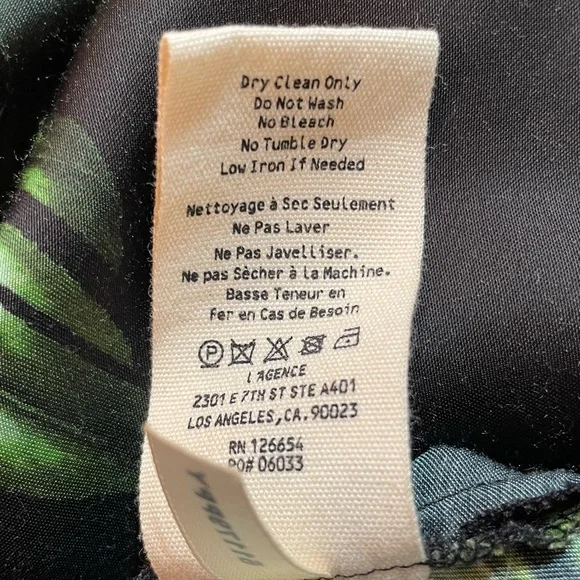 Dry Clean Only
Do Not Wash
No Bleach
No Tumble Dry
Low Iron If Needed
Nettoyage à Sec Seulement
Ne Pas Laver
Ne Pas Javelliser.
Ne pas Sècher à la Machine.
Basse Teneur en
Fer en Cas de Besoin
P
L'AGENCE
2301 E 7TH ST STE A401
LOS ANGELES,CA.90023
RN 126654
PO# 06033